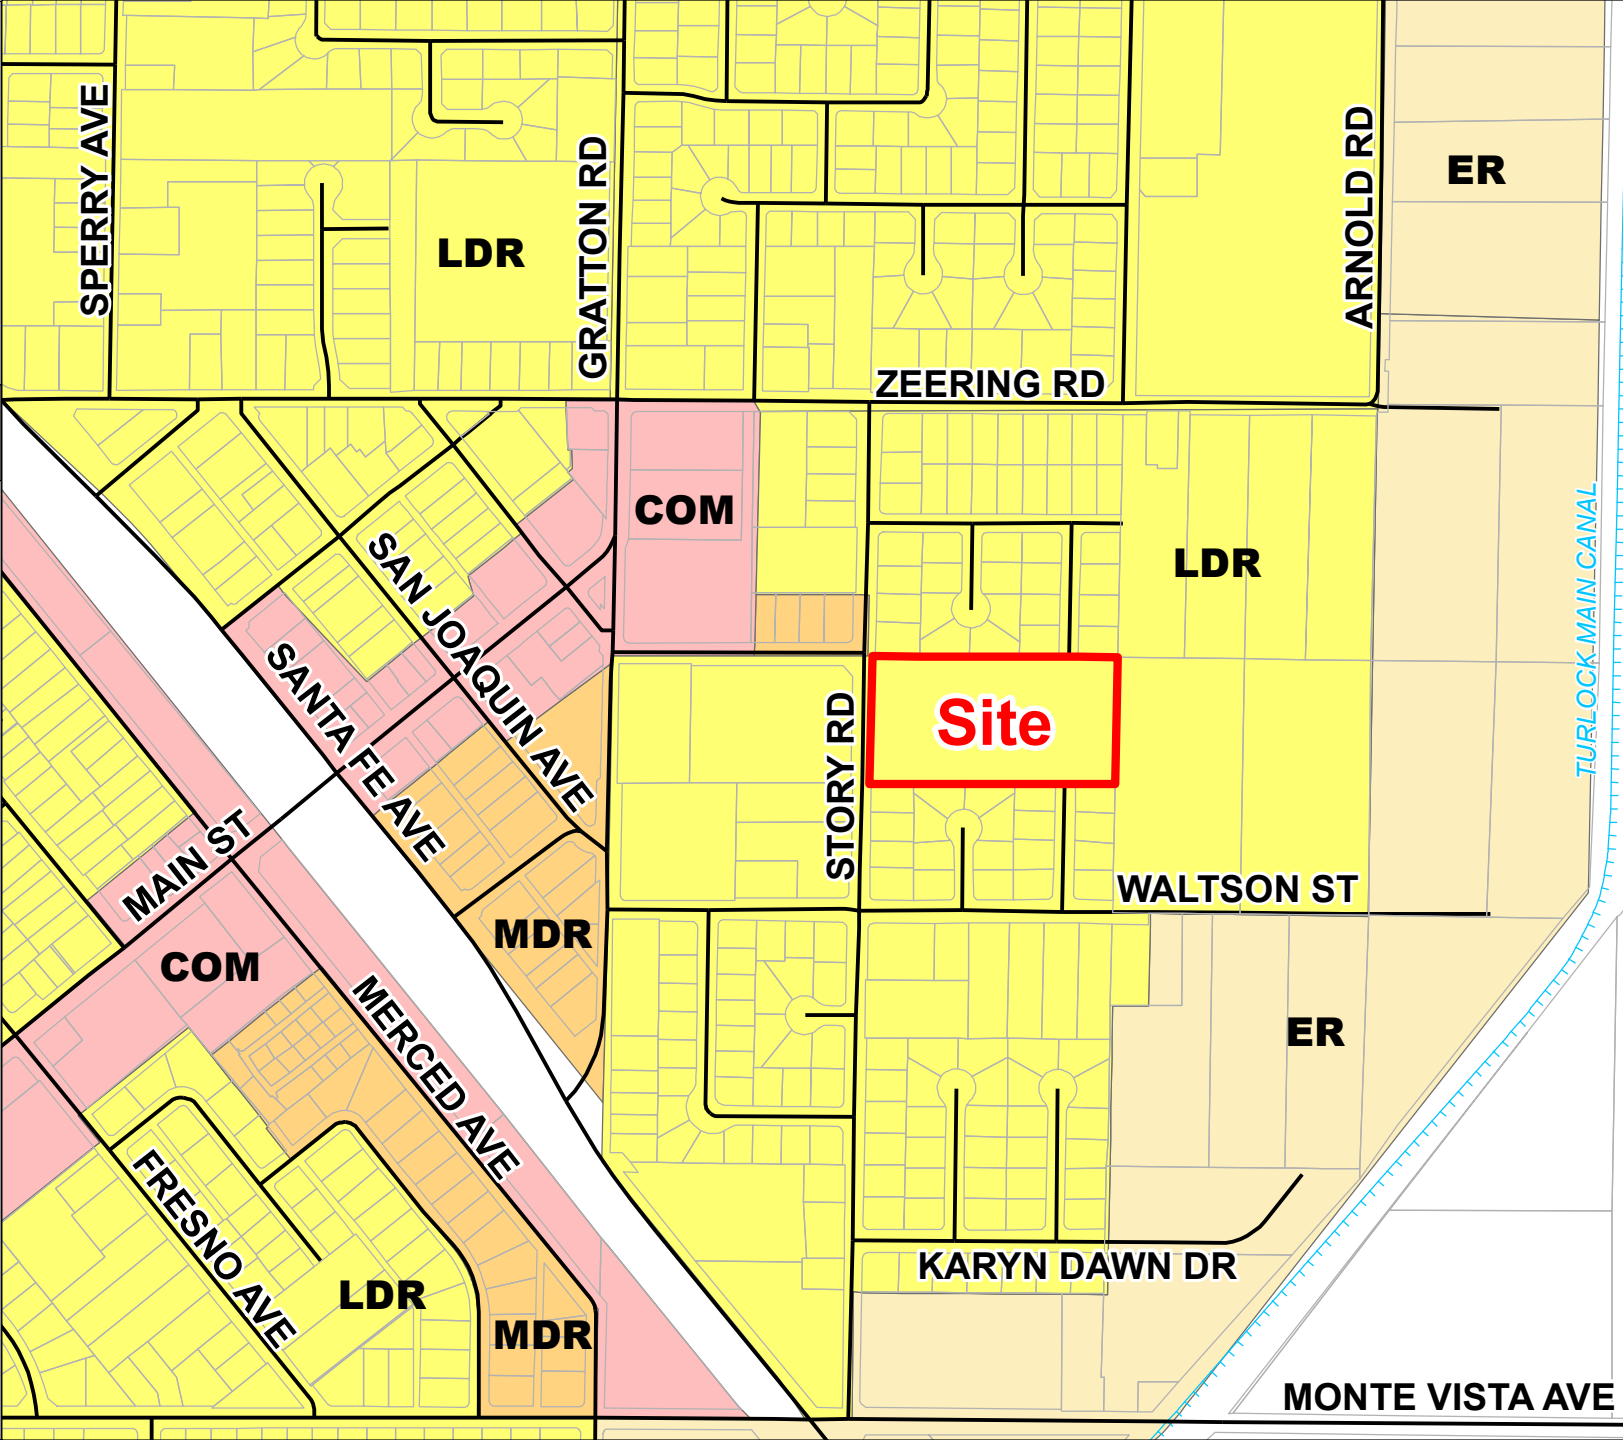 SPERRY AVE
GRATTON RD
ARNOLD RD
ER
LDR
ZEERING RD
COM
LDR
SAN JOAQUIN AVE
SANTA FE AVE
TURLOCK MAIN CANAL
Site
STORY RD
MAIN ST
WALTSON ST
MDR
COM
MERCED AVE
ER
FRESNO AVE
KARYN DAWN DR
LDR
MDR
MONTE VISTA AVE